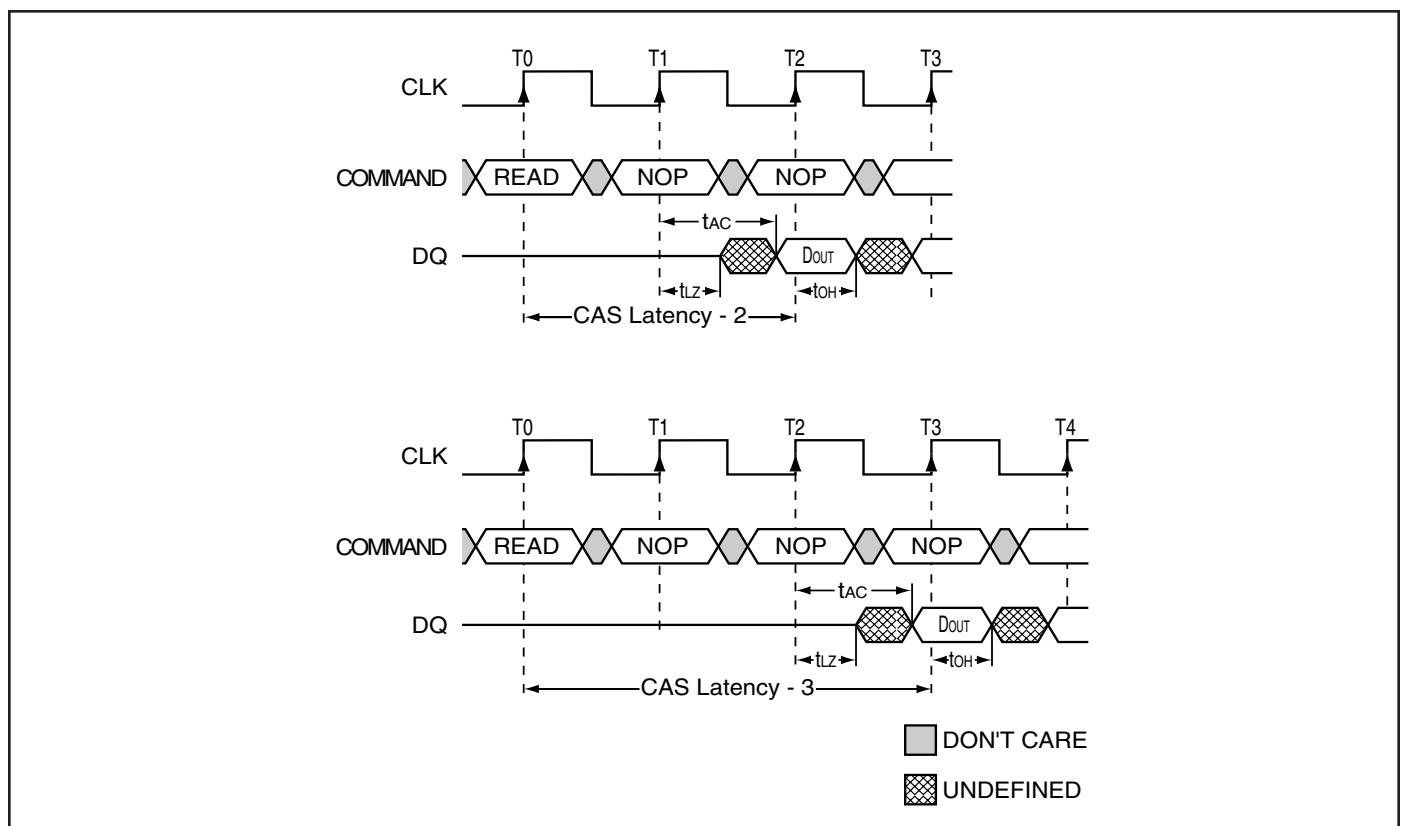 T0 T1 T2 T3
CLK
COMMAND READ NOP NOP
tAC
DQ DOUT
tLZ tOH
CAS Latency - 2
T0 T1 T2 T3 T4
CLK
COMMAND READ NOP NOP NOP
tAC
DQ DOUT
tLZ tOH
CAS Latency - 3
DON'T CARE
UNDEFINED